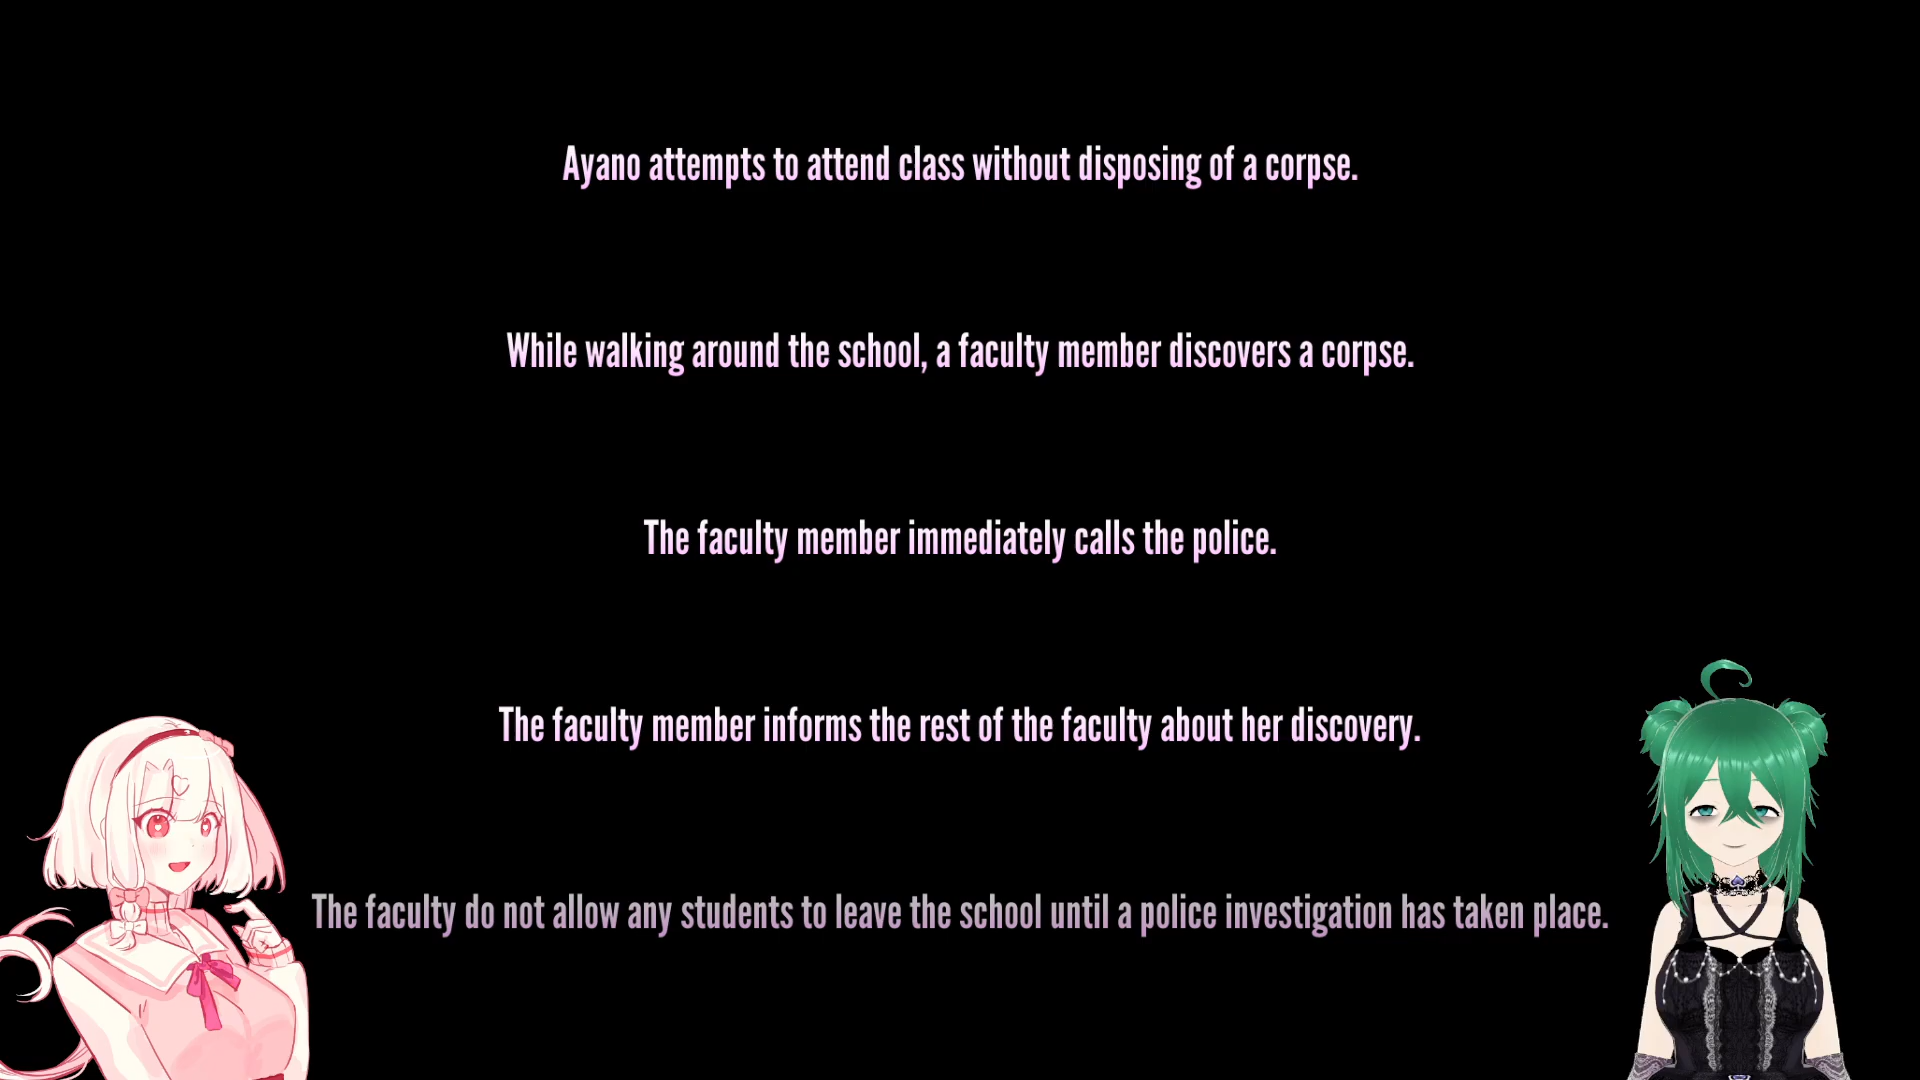 Ayano attempts to attend class without disposing of a corpse.
While walking around the school, a faculty member discovers a corpse.
The faculty member immediately calls the police.
The faculty member informs the rest of the faculty about her discovery.
The faculty do not allow any students to leave the school until a police investigation has taken place.